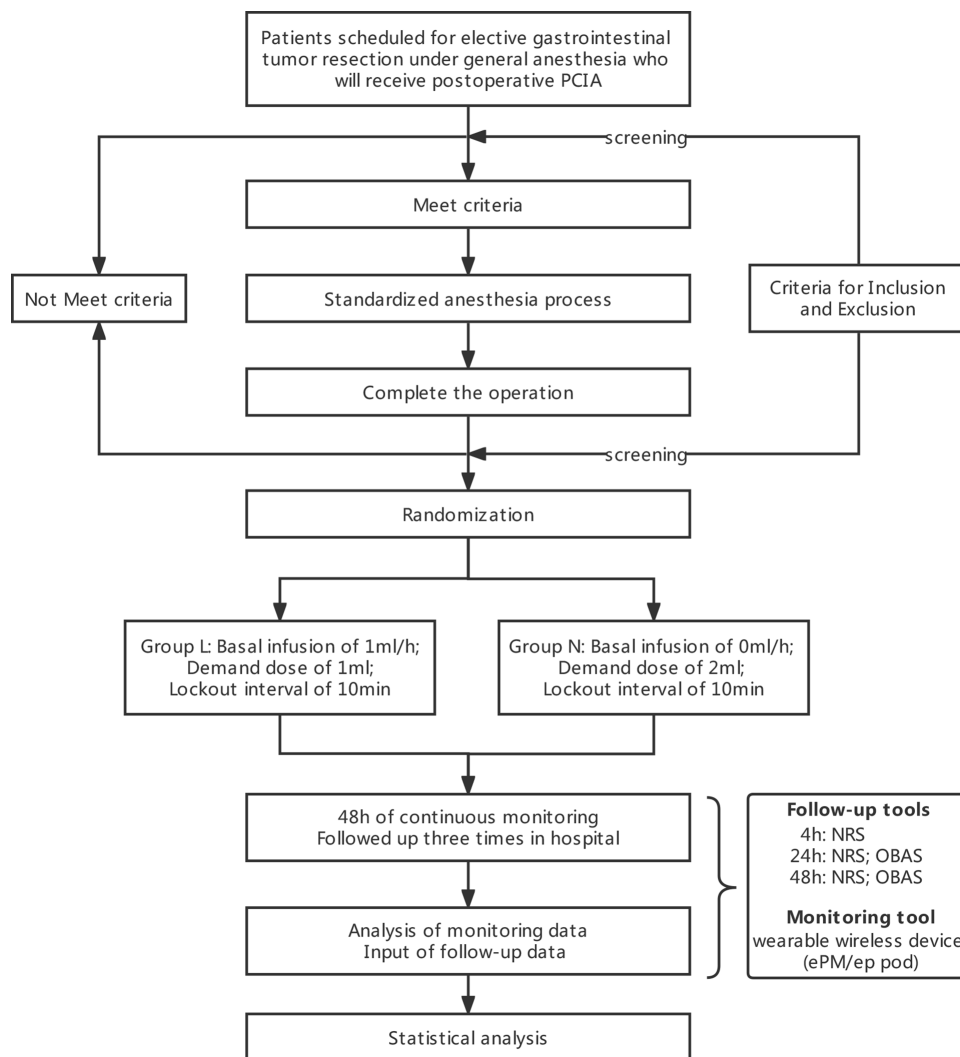 Patients scheduled for elective gastrointestinal
tumor resection under general anesthesia who
will receive postoperative PCIA
screening
Meet criteria
Not Meet criteria
Standardized anesthesia process
Criteria for Inclusion
and Exclusion
Complete the operation
screening
Randomization
Group L: Basal infusion of 1ml/h;
Demand dose of 1ml;
Lockout interval of 10min
Group N: Basal infusion of 0ml/h;
Demand dose of 2ml;
Lockout interval of 10min
48h of continuous monitoring
Followed up three times in hospital
Analysis of monitoring data
Input of follow-up data
Follow-up tools
4h: NRS
24h: NRS; OBAS
48h: NRS; OBAS
Monitoring tool
wearable wireless device
(ePM/ep pod)
Statistical analysis